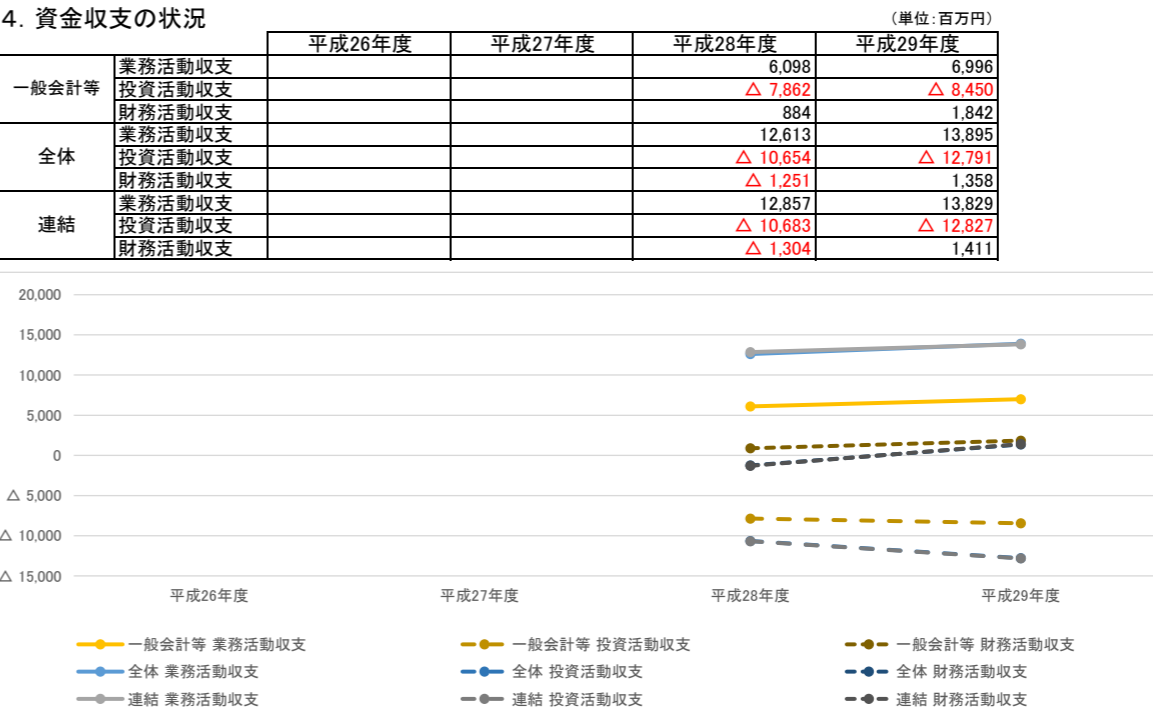 4. 資金収支の状況
（単位：百万円）
平成26年度 平成27年度 平成28年度 平成29年度
一般会計等 業務活動収支 6,098 6,996
投資活動収支 △ 7,862 △ 8,450
財務活動収支 884 1,842
全体 業務活動収支 12,613 13,895
投資活動収支 △ 10,654 △ 12,791
財務活動収支 △ 1,251 1,358
連結 業務活動収支 12,857 13,829
投資活動収支 △ 10,683 △ 12,827
財務活動収支 △ 1,304 1,411
20,000
15,000
10,000
5,000
0
△ 5,000
△ 10,000
△ 15,000
平成26年度 平成27年度 平成28年度 平成29年度
一般会計等 業務活動収支 一般会計等 投資活動収支 一般会計等 財務活動収支
全体 業務活動収支 全体 投資活動収支 全体 財務活動収支
連結 業務活動収支 連結 投資活動収支 連結 財務活動収支